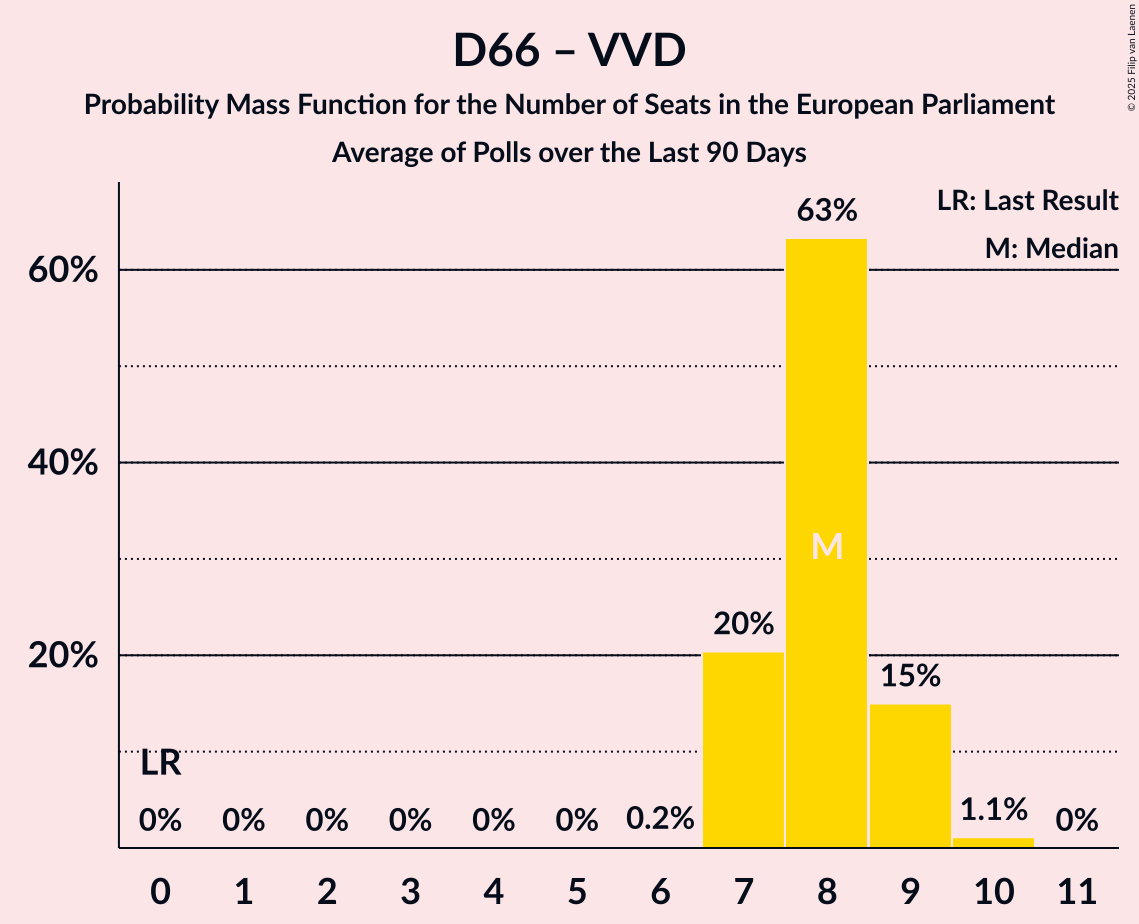 D66 – VVD
Probability Mass Function for the Number of Seats in the European Parliament
Average of Polls over the Last 90 Days
© 2025 Filip van Laenen
LR: Last Result
M: Median
60%
40%
20%
63%
M
20%
15%
LR
0% 0% 0% 0% 0% 0% 0.2% 1.1% 0%
0 1 2 3 4 5 6 7 8 9 10 11